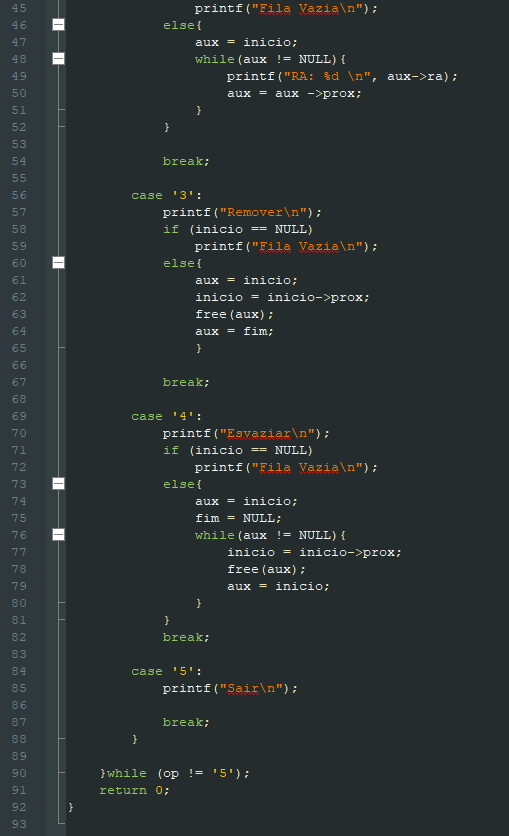 45 printf("Fila Vazia\n");
46 else{
47 aux = inicio;
48 while(aux != NULL){
49 printf("RA: %d \n", aux->ra);
50 aux = aux ->prox;
51 }
52 }
53
54 break;
55
56 case '3':
57 printf("Remover\n");
58 if (inicio == NULL)
59 printf("Fila Vazia\n");
60 else{
61 aux = inicio;
62 inicio = inicio->prox;
63 free(aux);
64 aux = fim;
65 }
66
67 break;
68
69 case '4':
70 printf("Esvaziar\n");
71 if (inicio == NULL)
72 printf("Fila Vazia\n");
73 else{
74 aux = inicio;
75 fim = NULL;
76 while(aux != NULL){
77 inicio = inicio->prox;
78 free(aux);
79 aux = inicio;
80 }
81 }
82 break;
83
84 case '5':
85 printf("Sair\n");
86
87 break;
88 }
89
90 }while (op != '5');
91 return 0;
92 }
93